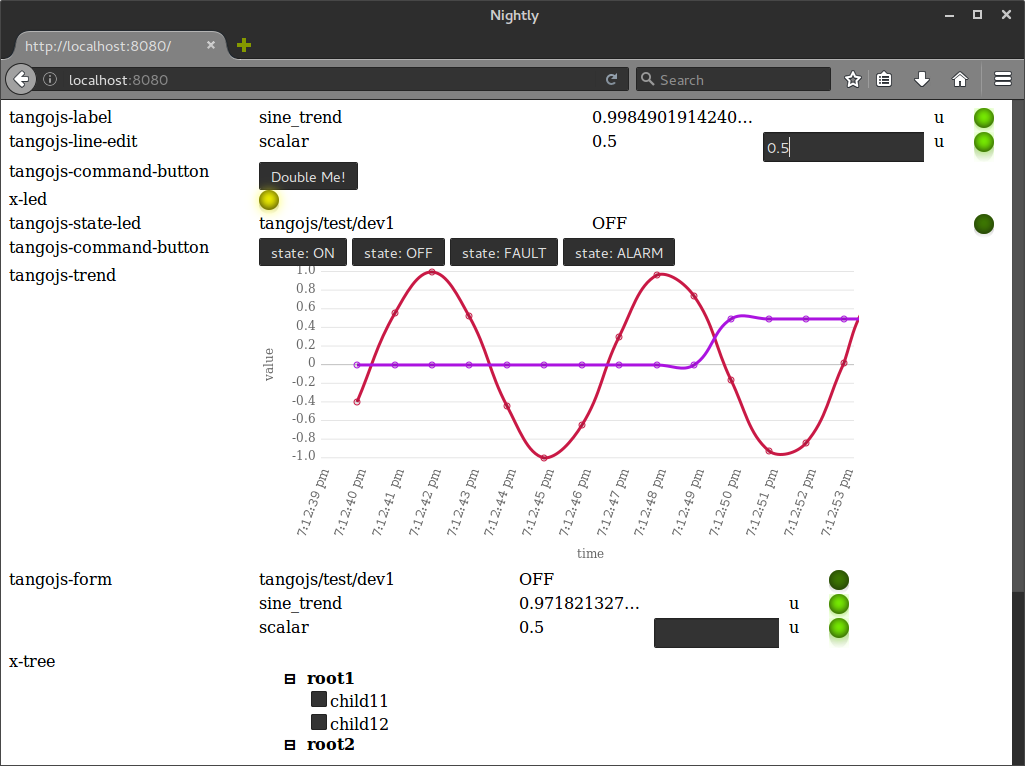 Nightly
http://localhost:8080/
localhost:8080 Search
tangojs-label sine_trend 0.9984901914240... u
tangojs-line-edit scalar 0.5 0.5 u
tangojs-command-button Double Me!
x-led
tangojs-state-led tangojs/test/dev1 OFF
tangojs-command-button state: ON state: OFF state: FAULT state: ALARM
tangojs-trend
1.0
0.8
0.6
0.4
0.2
0
-0.2
-0.4
-0.6
-0.8
-1.0
value
7:12:39 pm 7:12:40 pm 7:12:41 pm 7:12:42 pm 7:12:43 pm 7:12:44 pm 7:12:45 pm 7:12:46 pm 7:12:47 pm 7:12:48 pm 7:12:49 pm 7:12:50 pm 7:12:51 pm 7:12:52 pm 7:12:53 pm
time
tangojs-form tangojs/test/dev1 OFF
sine_trend 0.971821327... u
scalar 0.5 u
x-tree
root1
child11
child12
root2